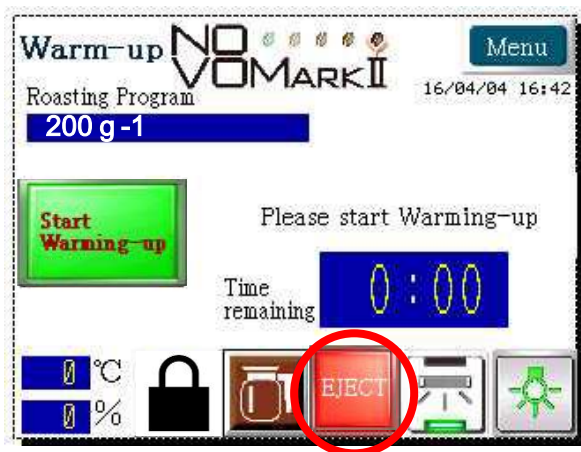 Warm-up
NOVO MARK II
Menu
16/04/04 16:42
Roasting Program
200 g -1
Start
Warming-up
Please start Warming-up
Time
remaining
0:00
0 ℃
0 %
EJECT